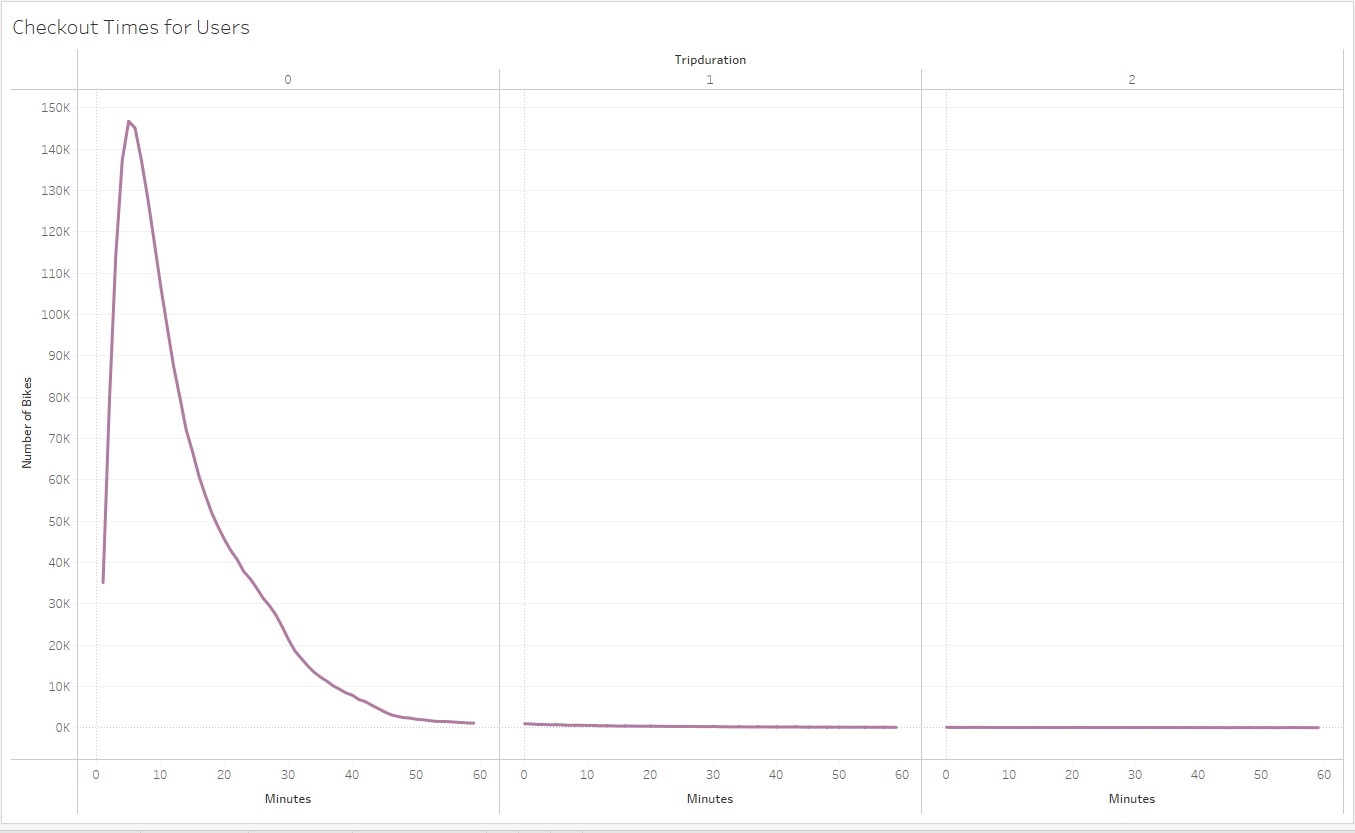 Checkout Times for Users
Tripduration
0 1 2
150K
140K
130K
120K
110K
100K
90K
80K
70K
60K
50K
40K
30K
20K
10K
0K
Number of Bikes
0 10 20 30 40 50 60 0 10 20 30 40 50 60 0 10 20 30 40 50 60
Minutes Minutes Minutes